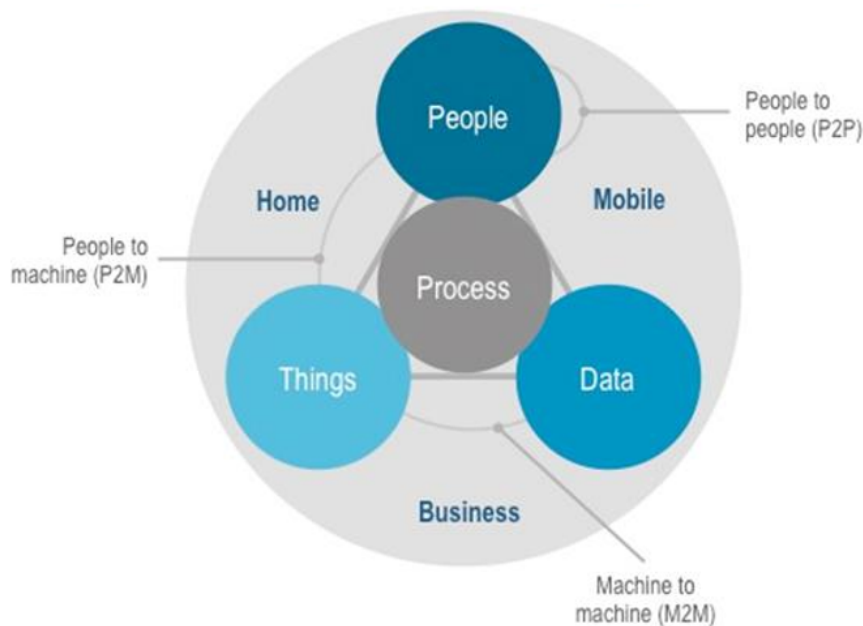 People
People to
people (P2P)
Home
Mobile
People to
machine (P2M)
Process
Things
Data
Business
Machine to
machine (M2M)